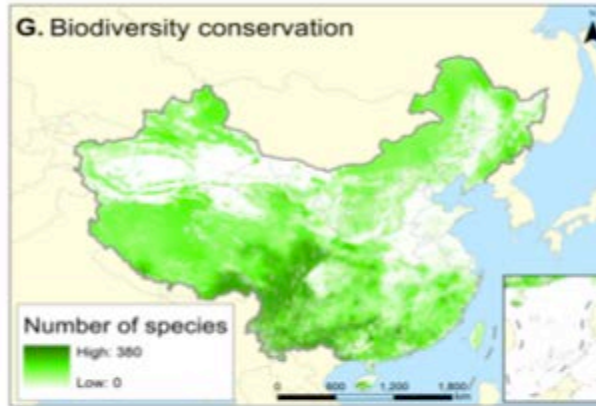 G. Biodiversity conservation
N
Number of species
High: 380
Low: 0
0 600 1,200 1,800
km